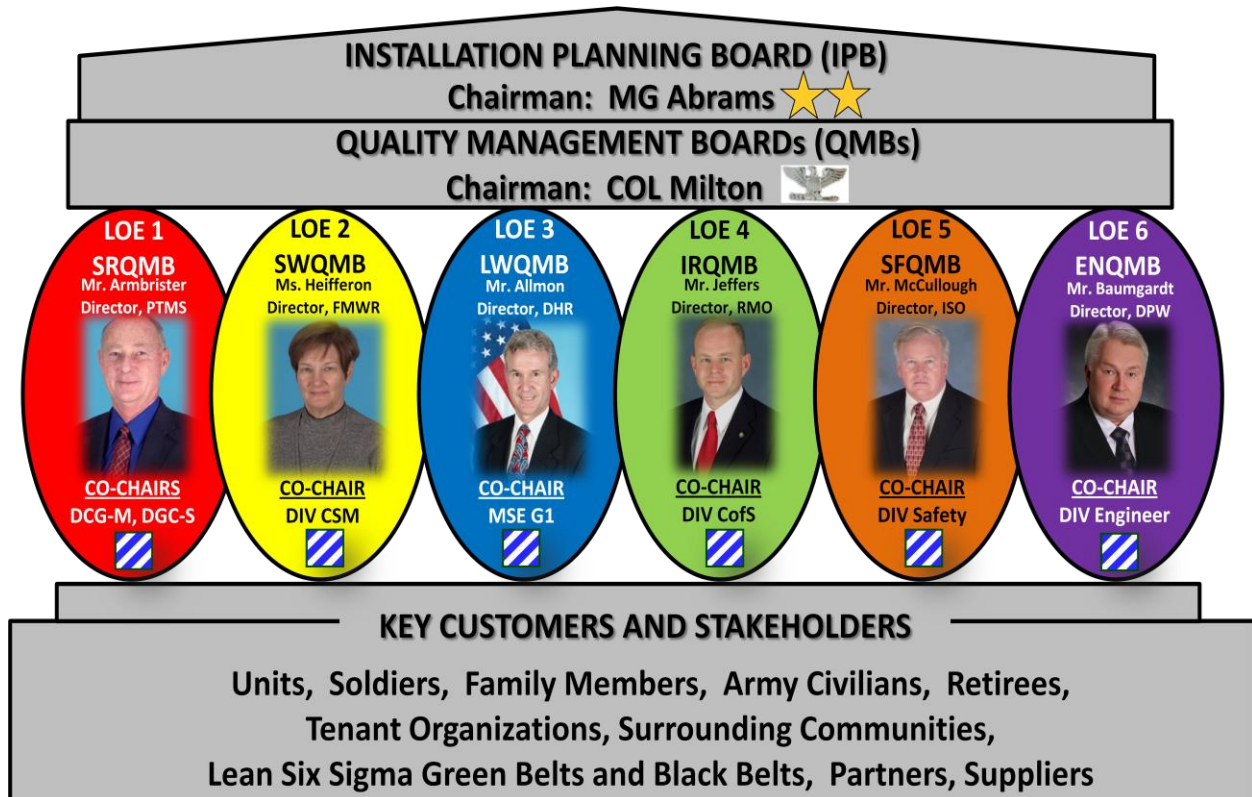 INSTALLATION PLANNING BOARD (IPB)
Chairman: MG Abrams
QUALITY MANAGEMENT BOARDs (QMBs)
Chairman: COL Milton
LOE 1
SRQMB
Mr. Armbrister
Director, PTMS
CO-CHAIRS
DCG-M, DGC-S
LOE 2
SWQMB
Ms. Heifferon
Director, FMWR
CO-CHAIR
DIV CSM
LOE 3
LWQMB
Mr. Allmon
Director, DHR
CO-CHAIR
MSE G1
LOE 4
IRQMB
Mr. Jeffers
Director, RMO
CO-CHAIR
DIV CofS
LOE 5
SFQMB
Mr. McCullough
Director, ISO
CO-CHAIR
DIV Safety
LOE 6
ENQMB
Mr. Baumgardt
Director, DPW
CO-CHAIR
DIV Engineer
KEY CUSTOMERS AND STAKEHOLDERS
Units, Soldiers, Family Members, Army Civilians, Retirees,
Tenant Organizations, Surrounding Communities,
Lean Six Sigma Green Belts and Black Belts, Partners, Suppliers